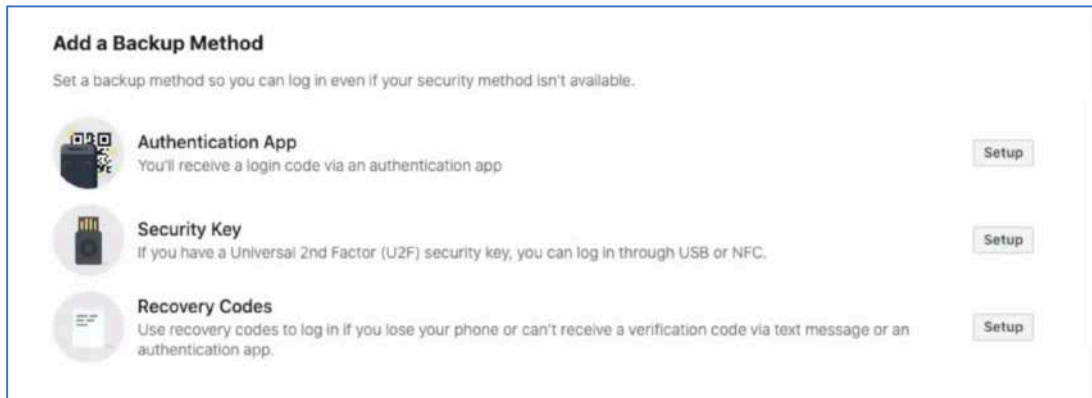 Add a Backup Method
Set a backup method so you can log in even if your security method isn't available.
Authentication App
You'll receive a login code via an authentication app
Setup
Security Key
If you have a Universal 2nd Factor (U2F) security key, you can log in through USB or NFC.
Setup
Recovery Codes
Use recovery codes to log in if you lose your phone or can't receive a verification code via text message or an
authentication app.
Setup